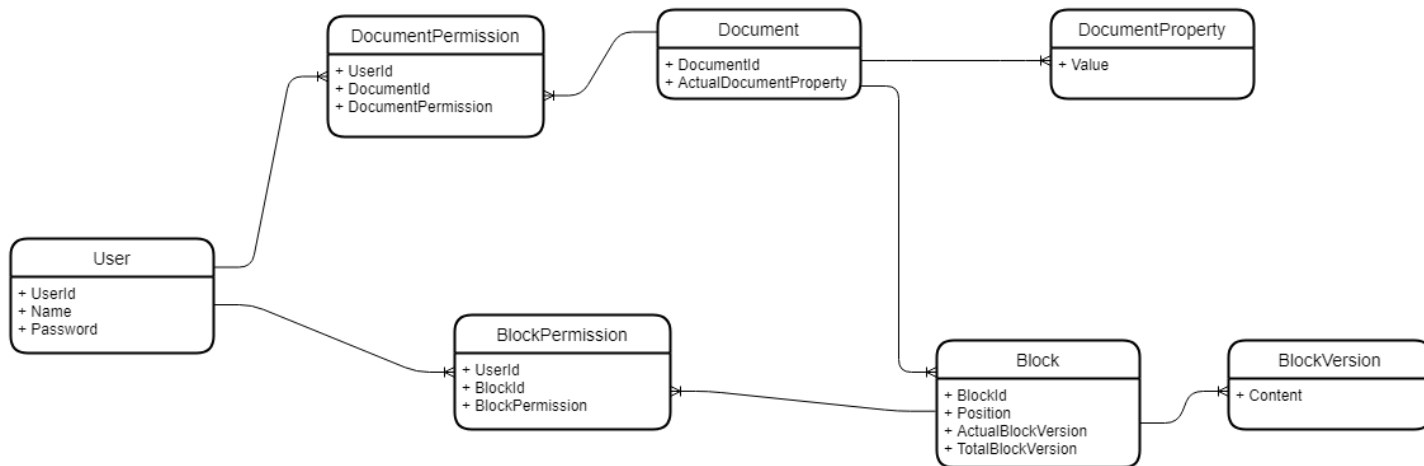 DocumentPermission
+ UserId
+ DocumentId
+ DocumentPermission
Document
+ DocumentId
+ ActualDocumentProperty
DocumentProperty
+ Value
User
+ UserId
+ Name
+ Password
BlockPermission
+ UserId
+ BlockId
+ BlockPermission
Block
+ BlockId
+ Position
+ ActualBlockVersion
+ TotalBlockVersion
BlockVersion
+ Content